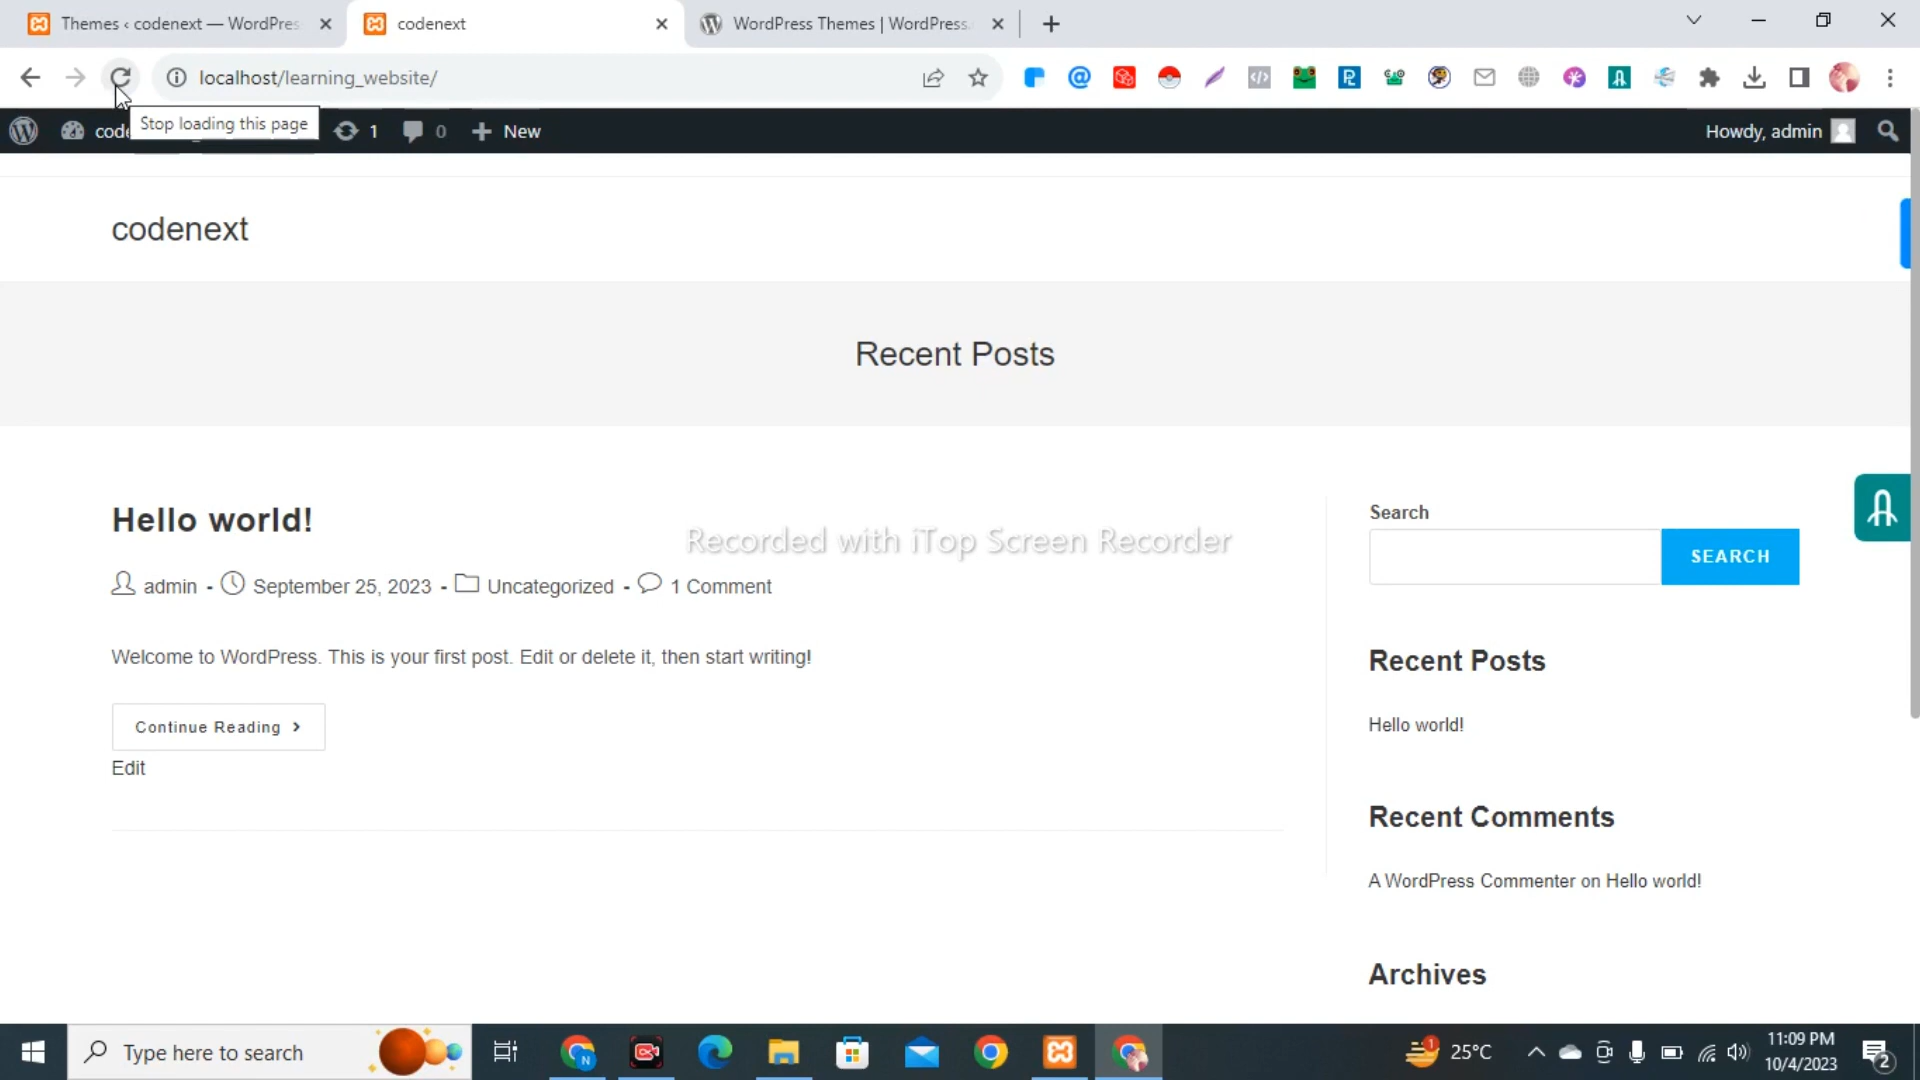 Themes ‹ codenext — WordPres
codenext
WordPress Themes | WordPress.
localhost/learning_website/
Stop loading this page
code
1
0
New
Howdy, admin
codenext
Recent Posts
Hello world!
admin - September 25, 2023 - Uncategorized - 1 Comment
Welcome to WordPress. This is your first post. Edit or delete it, then start writing!
Continue Reading
Edit
Recorded with iTop Screen Recorder
Search
SEARCH
Recent Posts
Hello world!
Recent Comments
A WordPress Commenter on Hello world!
Archives
Type here to search
25°C
11:09 PM
10/4/2023
2